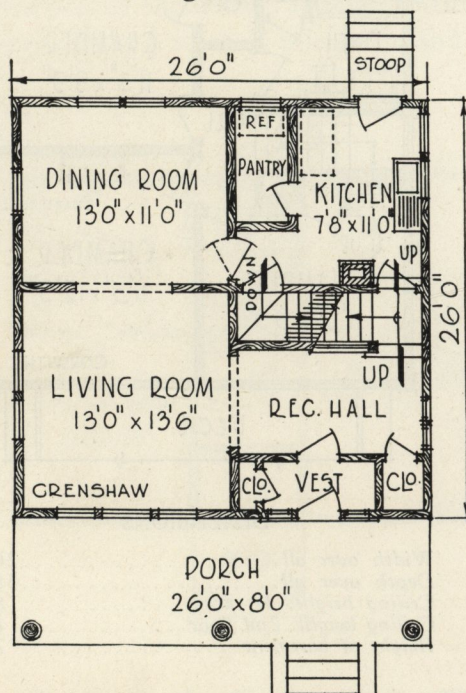 26'0"
STOOP
REF
PANTRY
DINING ROOM
13'0" x 11'0"
KITCHEN
7'8" x 11'0"
UP
DOWN
26'0"
UP
LIVING ROOM
13'0" x 13'6"
REC. HALL
CLO.
VEST
CLO.
CRENSHAW
PORCH
26'0" x 8'0"